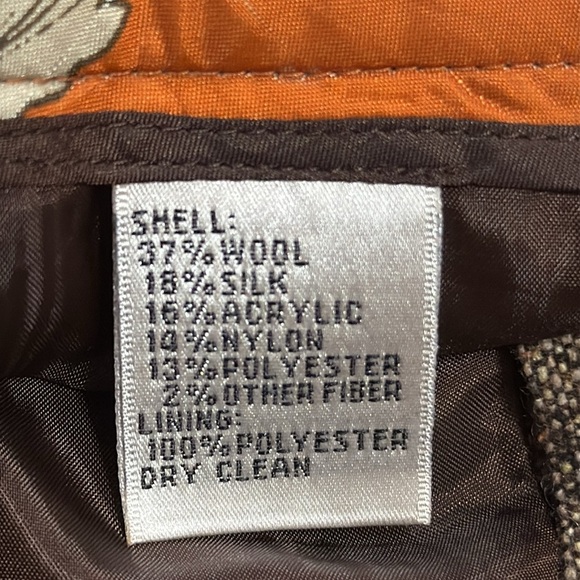 SHELL:
37% WOOL
18% SILK
16% ACRYLIC
14% NYLON
13% POLYESTER
2% OTHER FIBER
LINING:
100% POLYESTER
DRY CLEAN